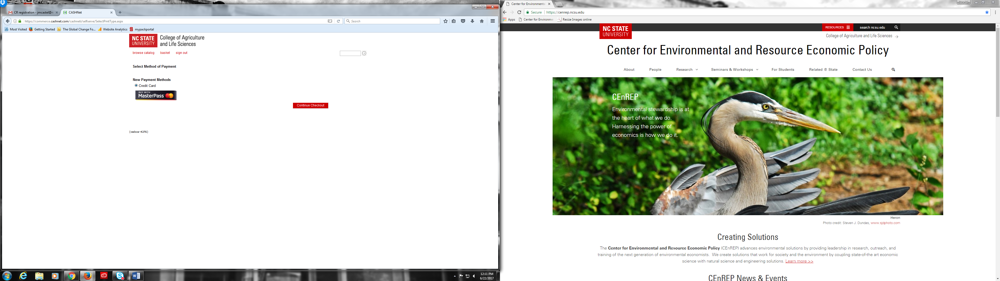 CR registration - jmcastel@n
CASHNet
https://commerce.cashnet.com/cashneti/selfserve/SelectPmtType.aspx
Search
Most Visited
Getting Started
The Global Change Fo...
Website Analytics
mypackportal
NC STATE
UNIVERSITY
College of Agriculture
and Life Sciences
browse catalog
basket
sign out
Select Method of Payment
New Payment Methods
Credit Card
BUY WITH
MasterPass
Continue Checkout
(webce-42f6)
12:11 PM
6/22/2017
Center for Environmental
Jane M...
Secure
https://cenrep.ncsu.edu
Apps
Center for Environme
Resize Images online
NC STATE
UNIVERSITY
RESOURCES
search ncsu.edu
College of Agriculture and Life Sciences
Center for Environmental and Resource Economic Policy
About
People
Research
Seminars & Workshops
For Students
Related @ State
Contact Us
CEnREP
Environmental stewardship is at
the heart of what we do.
Harnessing the power of
economics is how we do it.
Heron
Photo credit: Steven J. Dundas, www.sjdphoto.com
Creating Solutions
The Center for Environmental and Resource Economic Policy (CEnREP) advances environmental solutions by providing leadership in research, outreach, and
training of the next generation of environmental economists. We create solutions that work for society and the environment by coupling state-of-the art economic
science with natural science and engineering solutions. Learn more >>
CEnREP News & Events